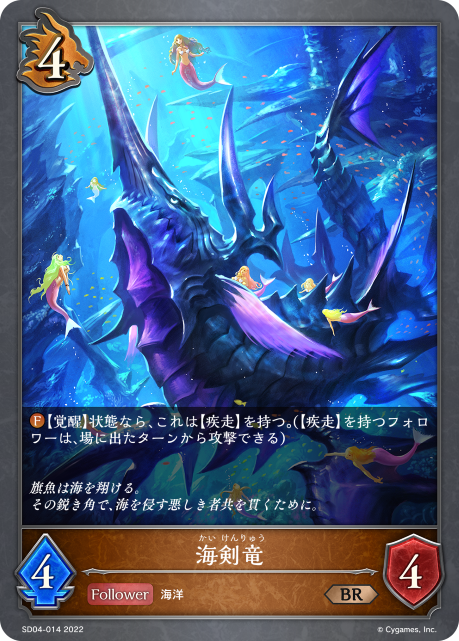 4
F【覚醒】状態なら、これは【疾走】を持つ。(【疾走】を持つフォロ
ワーは、場に出たターンから攻撃できる)
旗魚は海を翔ける。
その鋭き角で、海を侵す悪しき者共を貫くために。
かい けんりゅう
海剣竜
4
Follower 海洋
BR
4
SD04-014 2022
© Cygames, Inc.